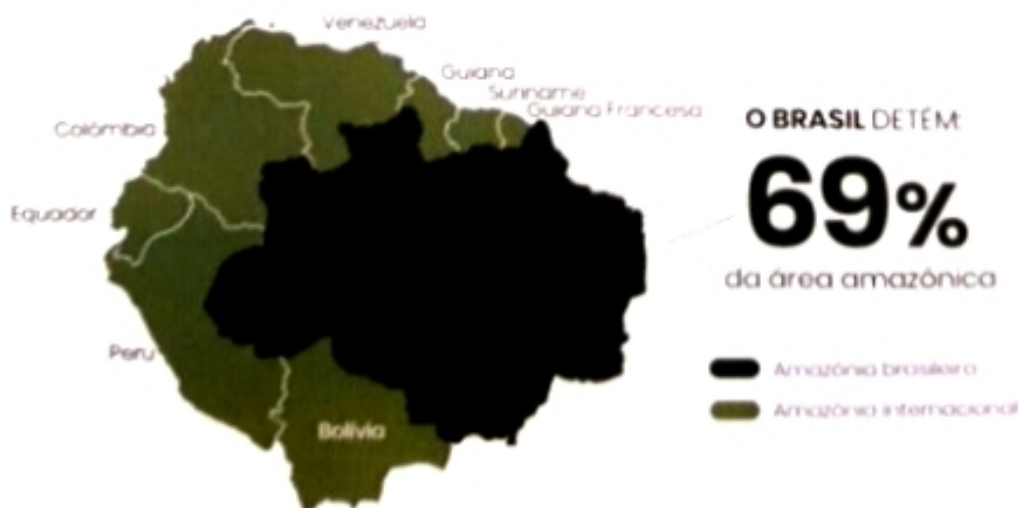 Venezuela
Guiana
Suriname
Guiana Francesa
Colômbia
Equador
Peru
Bolívia
O BRASIL DETÉM:
69%
da área amazônica
Amazônia brasileira
Amazônia internacional